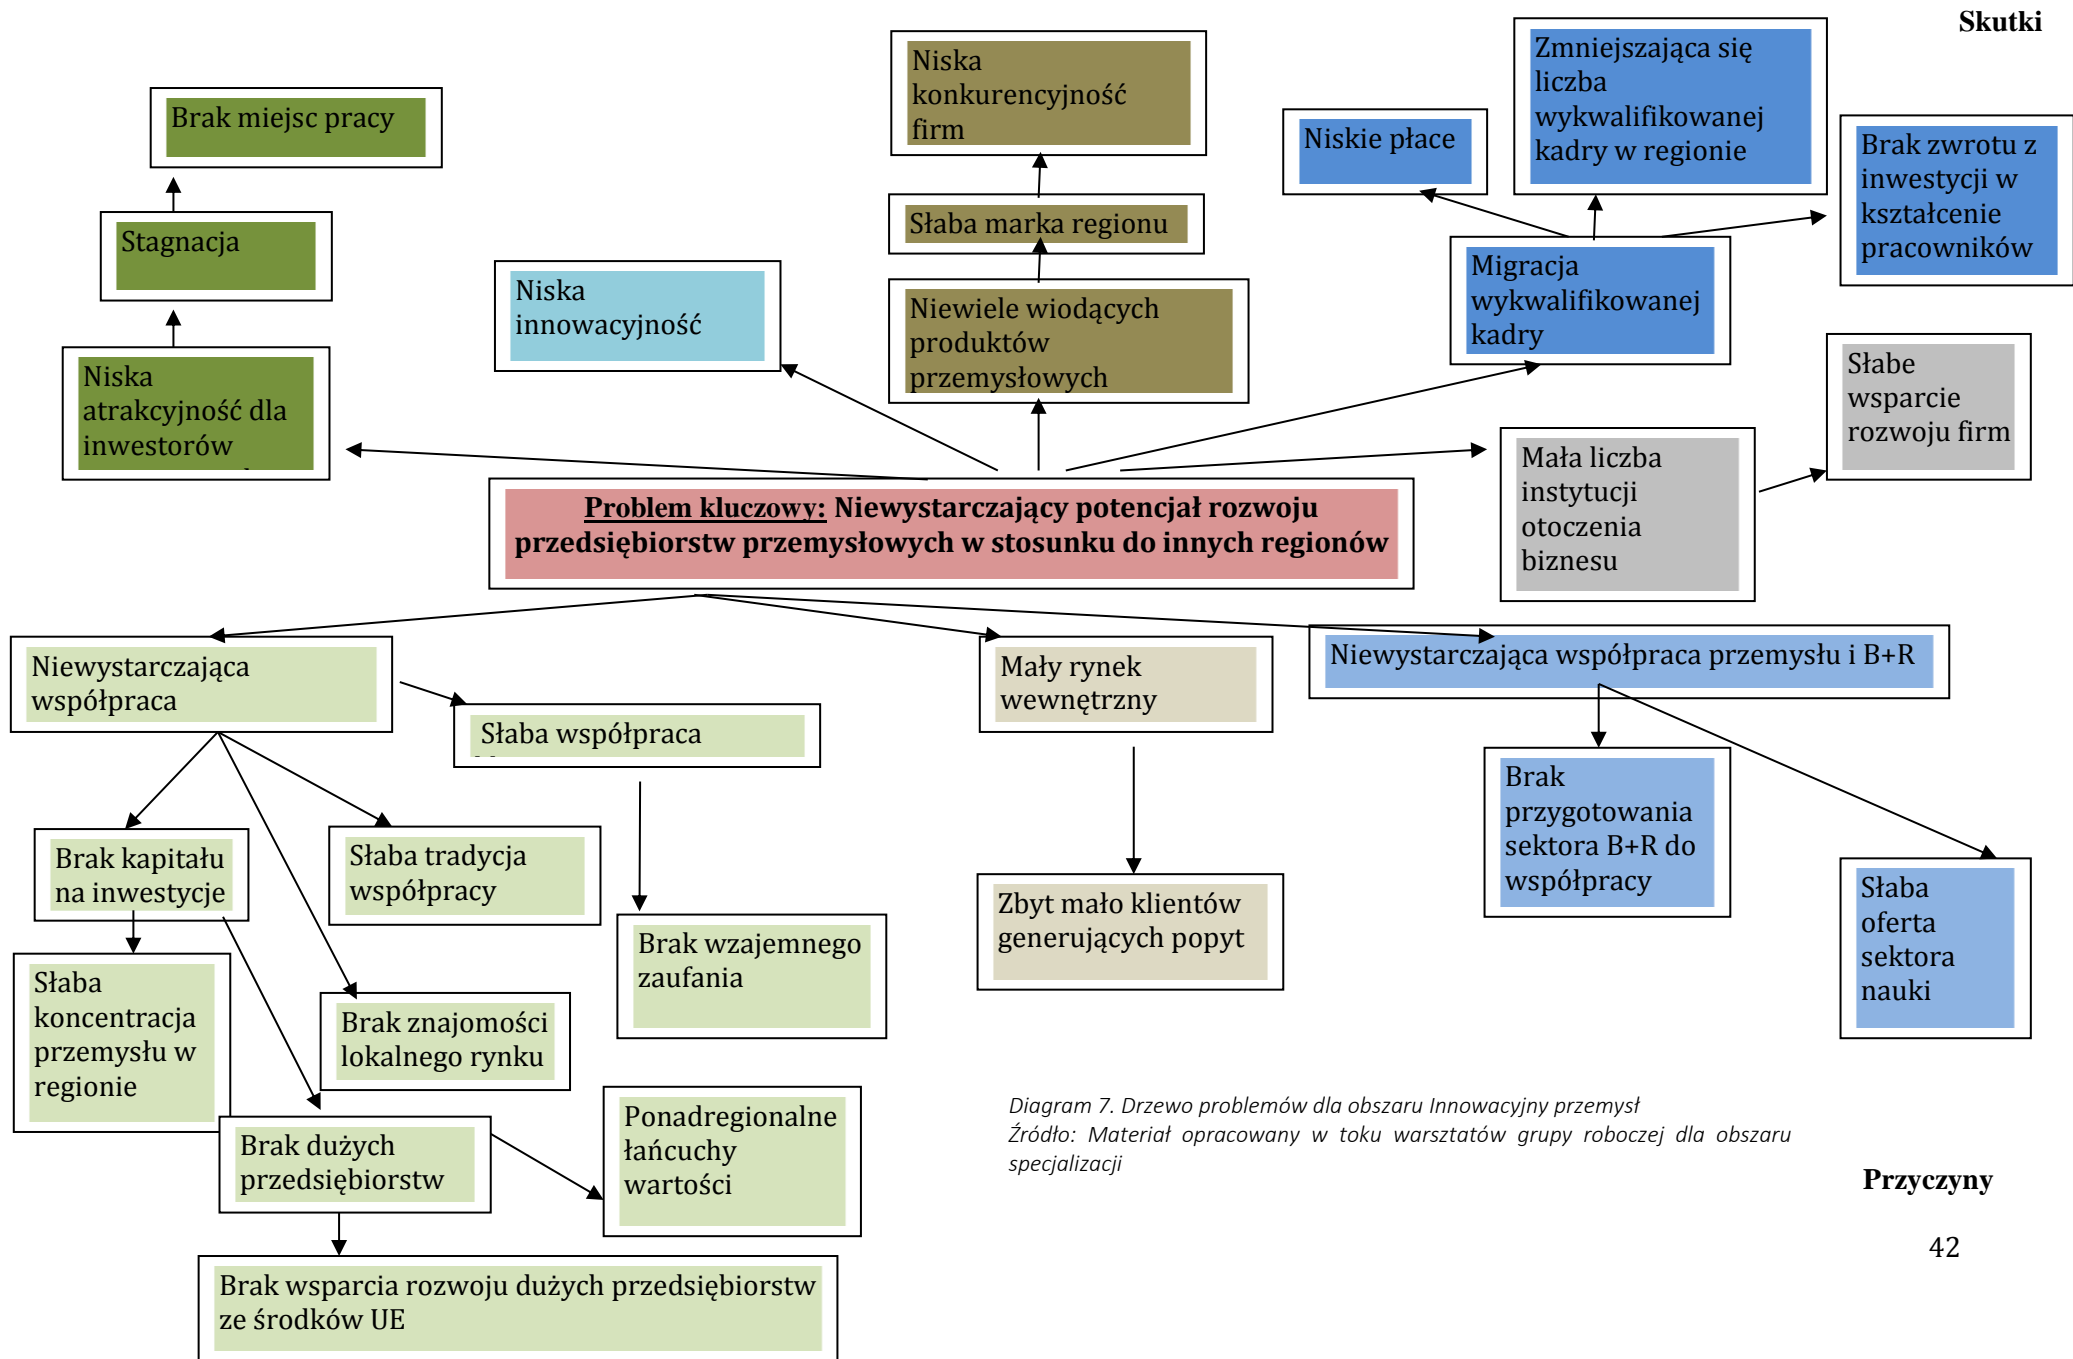 Skutki
Niska
konkurencyjność
firm
Zmniejszająca się
liczba
wykwalifikowanej
kadry w regionie
Brak miejsc pracy
Niskie płace
Brak zwrotu z
inwestycji w
kształcenie
pracowników
Stagnacja
Słaba marka regionu
Niska
innowacyjność
Niewiele wiodących
produktów
przemysłowych
Migracja
wykwalifikowanej
kadry
Niska
atrakcyjność dla
inwestorów
Słabe
wsparcie
rozwoju firm
Mała liczba
instytucji
otoczenia
biznesu
Problem kluczowy: Niewystarczający potencjał rozwoju
przedsiębiorstw przemysłowych w stosunku do innych regionów
Niewystarczająca
współpraca
Słaba współpraca
Mały rynek
wewnętrzny
Niewystarczająca współpraca przemysłu i B+R
Brak
przygotowania
sektora B+R do
współpracy
Brak kapitału
na inwestycje
Słaba tradycja
współpracy
Zbyt mało klientów
generujących popyt
Słaba
oferta
sektora
nauki
Brak wzajemnego
zaufania
Słaba
koncentracja
przemysłu w
regionie
Brak znajomości
lokalnego rynku
Brak dużych
przedsiębiorstw
Ponadregionalne
łańcuchy
wartości
Diagram 7. Drzewo problemów dla obszaru Innowacyjny przemysł
Źródło: Materiał opracowany w toku warsztatów grupy roboczej dla obszaru
specjalizacji
Przyczyny
42
Brak wsparcia rozwoju dużych przedsiębiorstw
ze środków UE